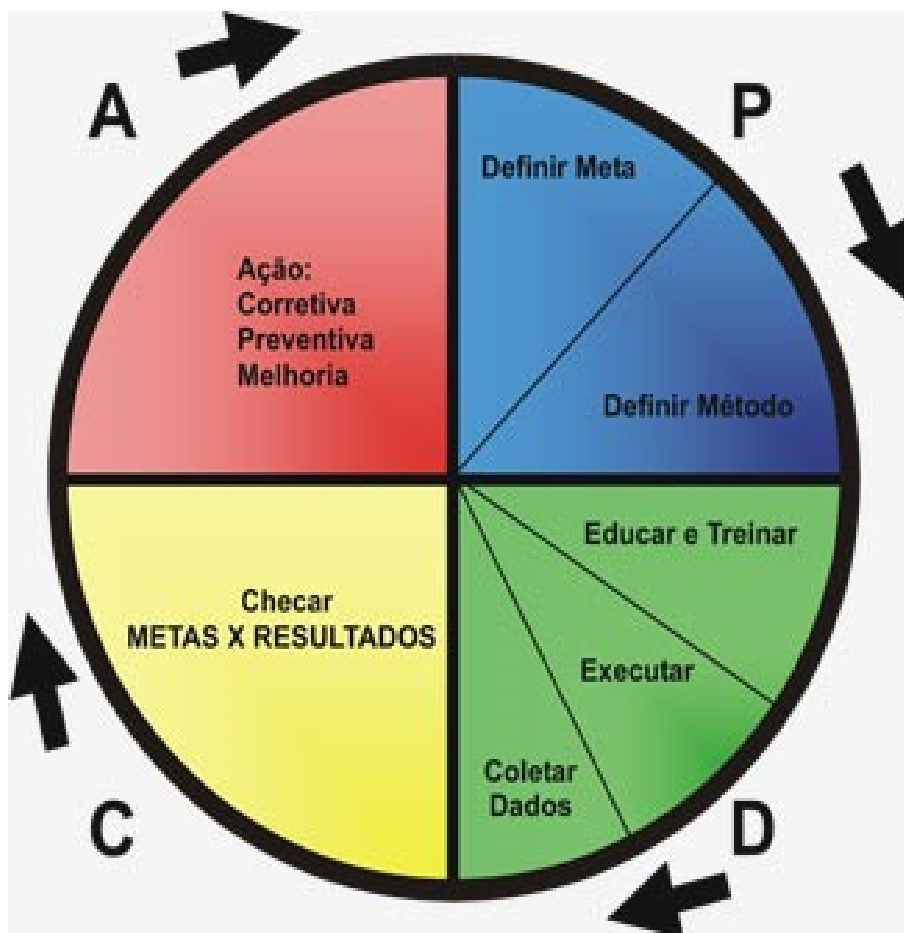 A
P
Definir Meta
Ação:
Corretiva
Preventiva
Melhoria
Definir Método
Educar e Treinar
Checar
METAS X RESULTADOS
Executar
Coletar
Dados
C
D